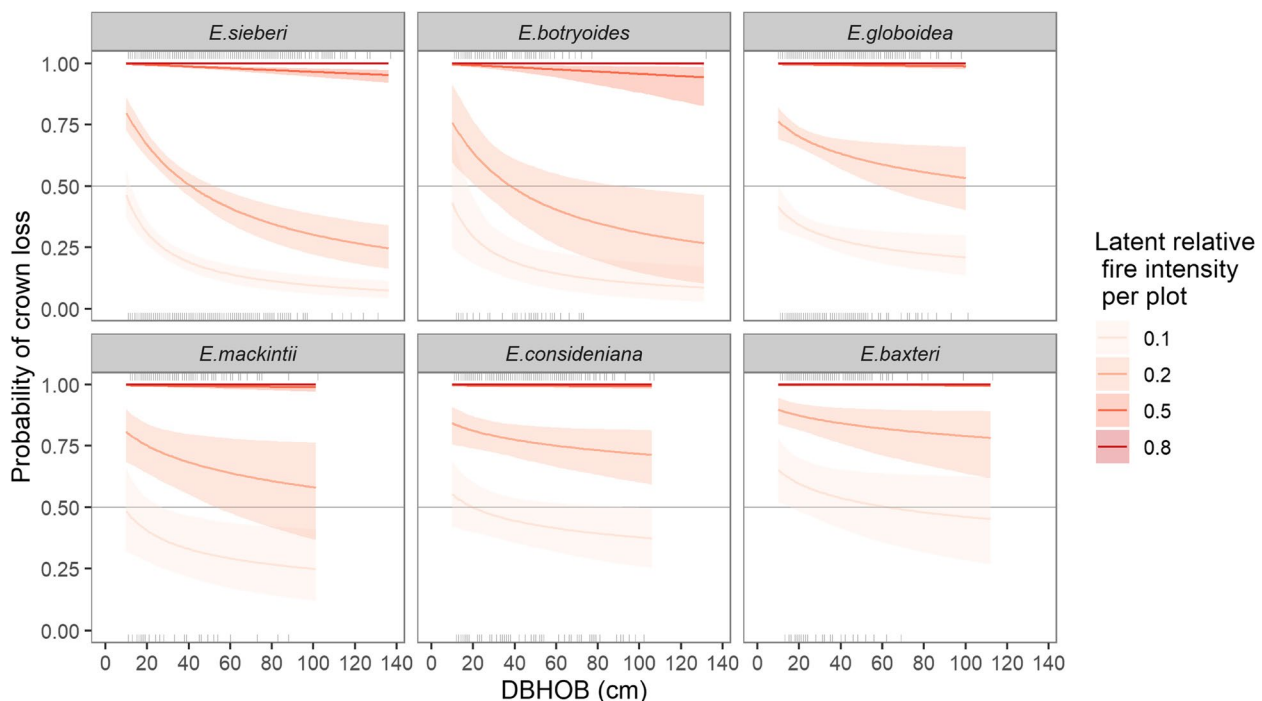 E.sieberi
E.botryoides
E.globoidea
1.00
0.75
0.50
0.25
0.00
E.mackintii
E.consideniana
E.baxteri
1.00
0.75
0.50
0.25
0.00
0 20 40 60 80 100 120 140
0 20 40 60 80 100 120 140
0 20 40 60 80 100 120 140
DBHOB (cm)
Probability of crown loss
Latent relative
fire intensity
per plot
0.1
0.2
0.5
0.8